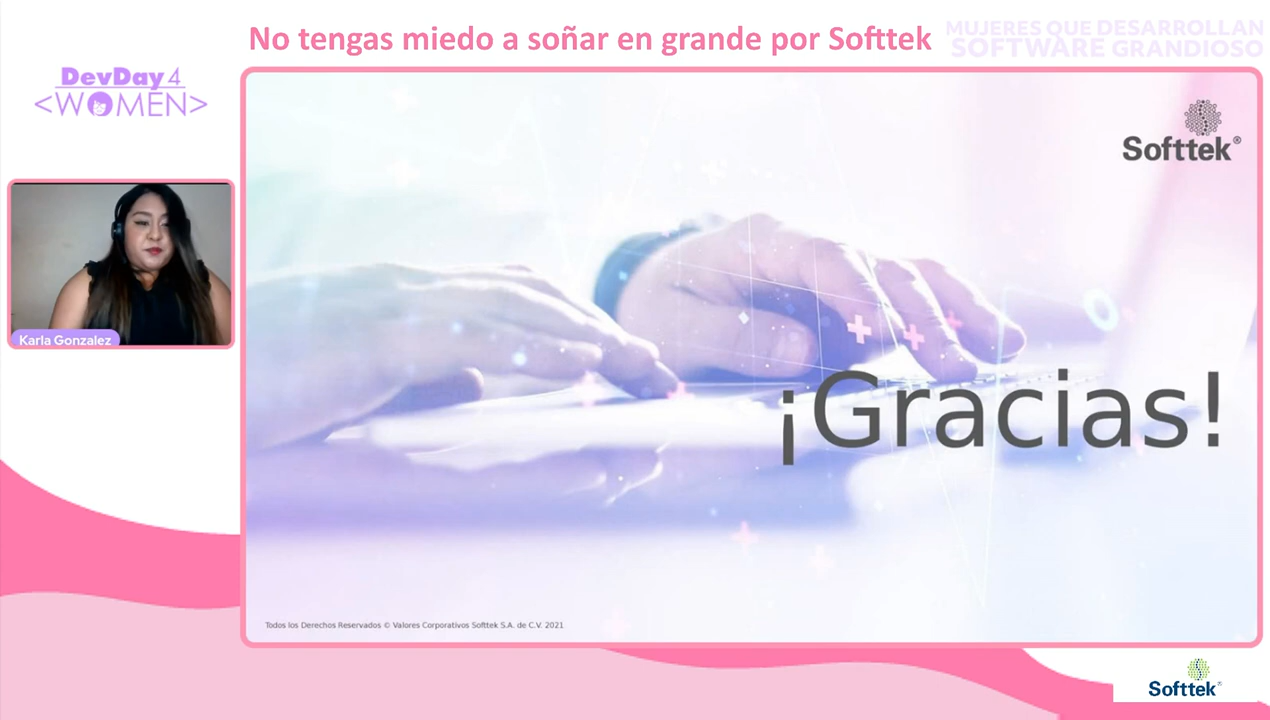 No tengas miedo a soñar en grande por Softtek
MUJERES QUE DESARROLLAN
SOFTWARE GRANDIOSO
DevDay4
<WOMEN>
Softtek®
Karla Gonzalez
¡Gracias!
Todos los Derechos Reservados © Valores Corporativos Softtek S.A. de C.V. 2021
Softtek®